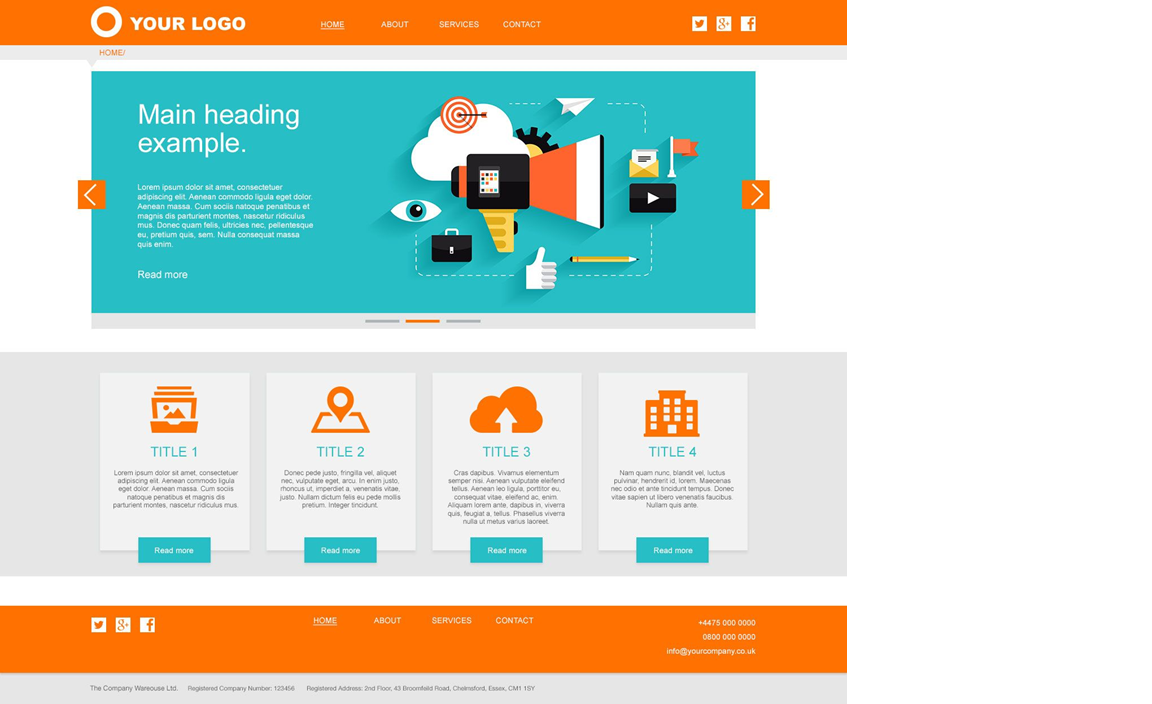 YOUR LOGO
HOME
ABOUT
SERVICES
CONTACT
HOME/
Main heading
example.
Lorem ipsum dolor sit amet, consectetuer
adipiscing elit. Aenean commodo ligula eget dolor.
Aenean massa. Cum sociis natoque penatibus et
magnis dis parturient montes, nascetur ridiculus
mus. Donec quam felis, ultricies nec, pellentesque
eu, pretium quis, sem. Nulla consequat massa
quis enim.
Read more
TITLE 1
Lorem ipsum dolor sit amet, consectetuer
adipiscing elit. Aenean commodo ligula
eget dolor. Aenean massa. Cum sociis
natoque penatibus et magnis dis
parturient montes, nascetur ridiculus mus.
Read more
TITLE 2
Donec pede justo, fringilla vel, aliquet
nec, vulputate eget, arcu. In enim justo,
rhoncus ut, imperdiet a, venenatis vitae,
justo. Nullam dictum felis eu pede mollis
pretium. Integer tincidunt.
Read more
TITLE 3
Cras dapibus. Vivamus elementum
semper nisi. Aenean vulputate eleifend
tellus. Aenean leo ligula, porttitor eu,
consequat vitae, eleifend ac, enim.
Aliquam lorem ante, dapibus in, viverra
quis, feugiat a, tellus. Phasellus viverra
nulla ut metus varius laoreet.
Read more
TITLE 4
Nam quam nunc, blandit vel, luctus
pulvinar, hendrerit id, lorem. Maecenas
nec odio et ante tincidunt tempus. Donec
vitae sapien ut libero venenatis faucibus.
Nullam quis ante.
Read more
HOME
ABOUT
SERVICES
CONTACT
+4475 000 0000
0800 000 0000
info@yourcompany.co.uk
The Company Wareouse Ltd.
Registered Company Number: 123456
Registered Address: 2nd Floor, 43 Broomfeild Road, Chelmsford, Essex, CM1 1SY